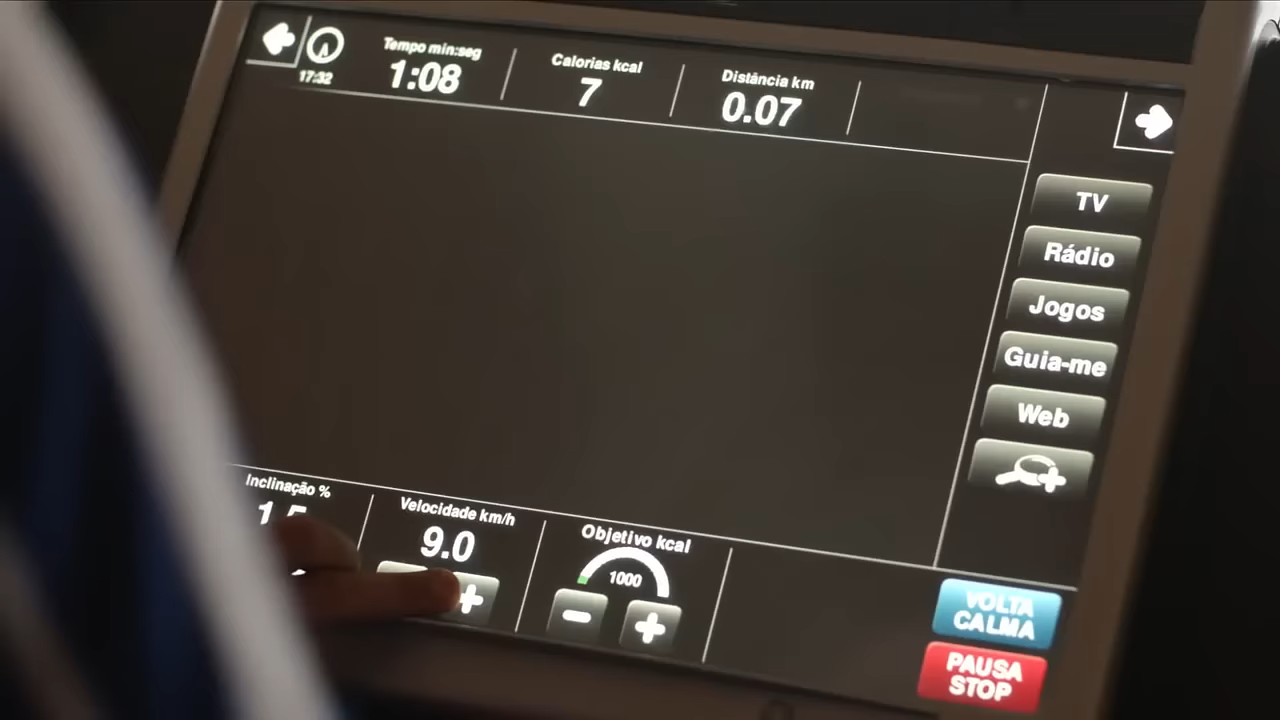 Tempo min:seg
Calorias kcal
Distância km
17:32
1:08
7
0.07
TV
Rádio
Jogos
Guia-me
Web
Inclinação %
Velocidade km/h
Objetivo kcal
9.0
1000
VOLTA
CALMA
PAUSA
STOP